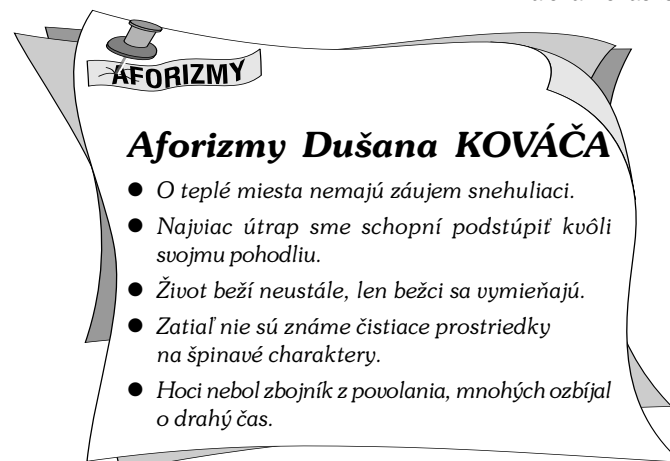 AFORIZMY
Aforizmy Dušana KOVÁČA
● O teplé miesta nemajú záujem snehuliaci.
● Najviac útrap sme schopní podstúpiť kvôli
svojmu pohodliu.
● Život beží neustále, len bežci sa vymieňajú.
● Zatiaľ nie sú známe čistiace prostriedky
na špinavé charaktery.
● Hoci nebol zbojník z povolania, mnohých ozbíjal
o drahý čas.